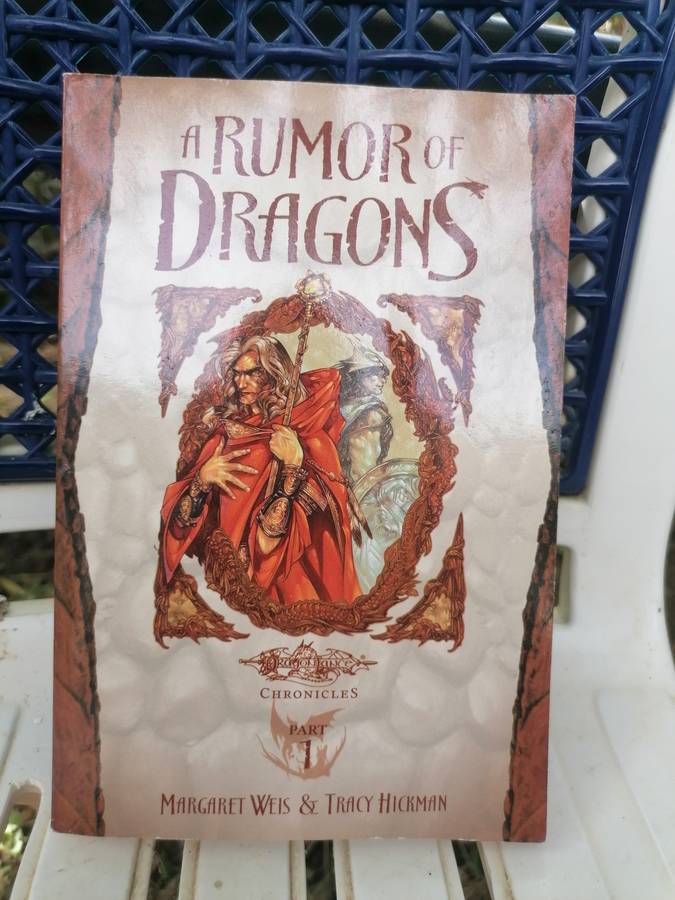 A RUMOR OF
DRAGONS
DRAGONLANCE
CHRONICLES
PART
1
MARGARET WEIS & TRACY HICKMAN